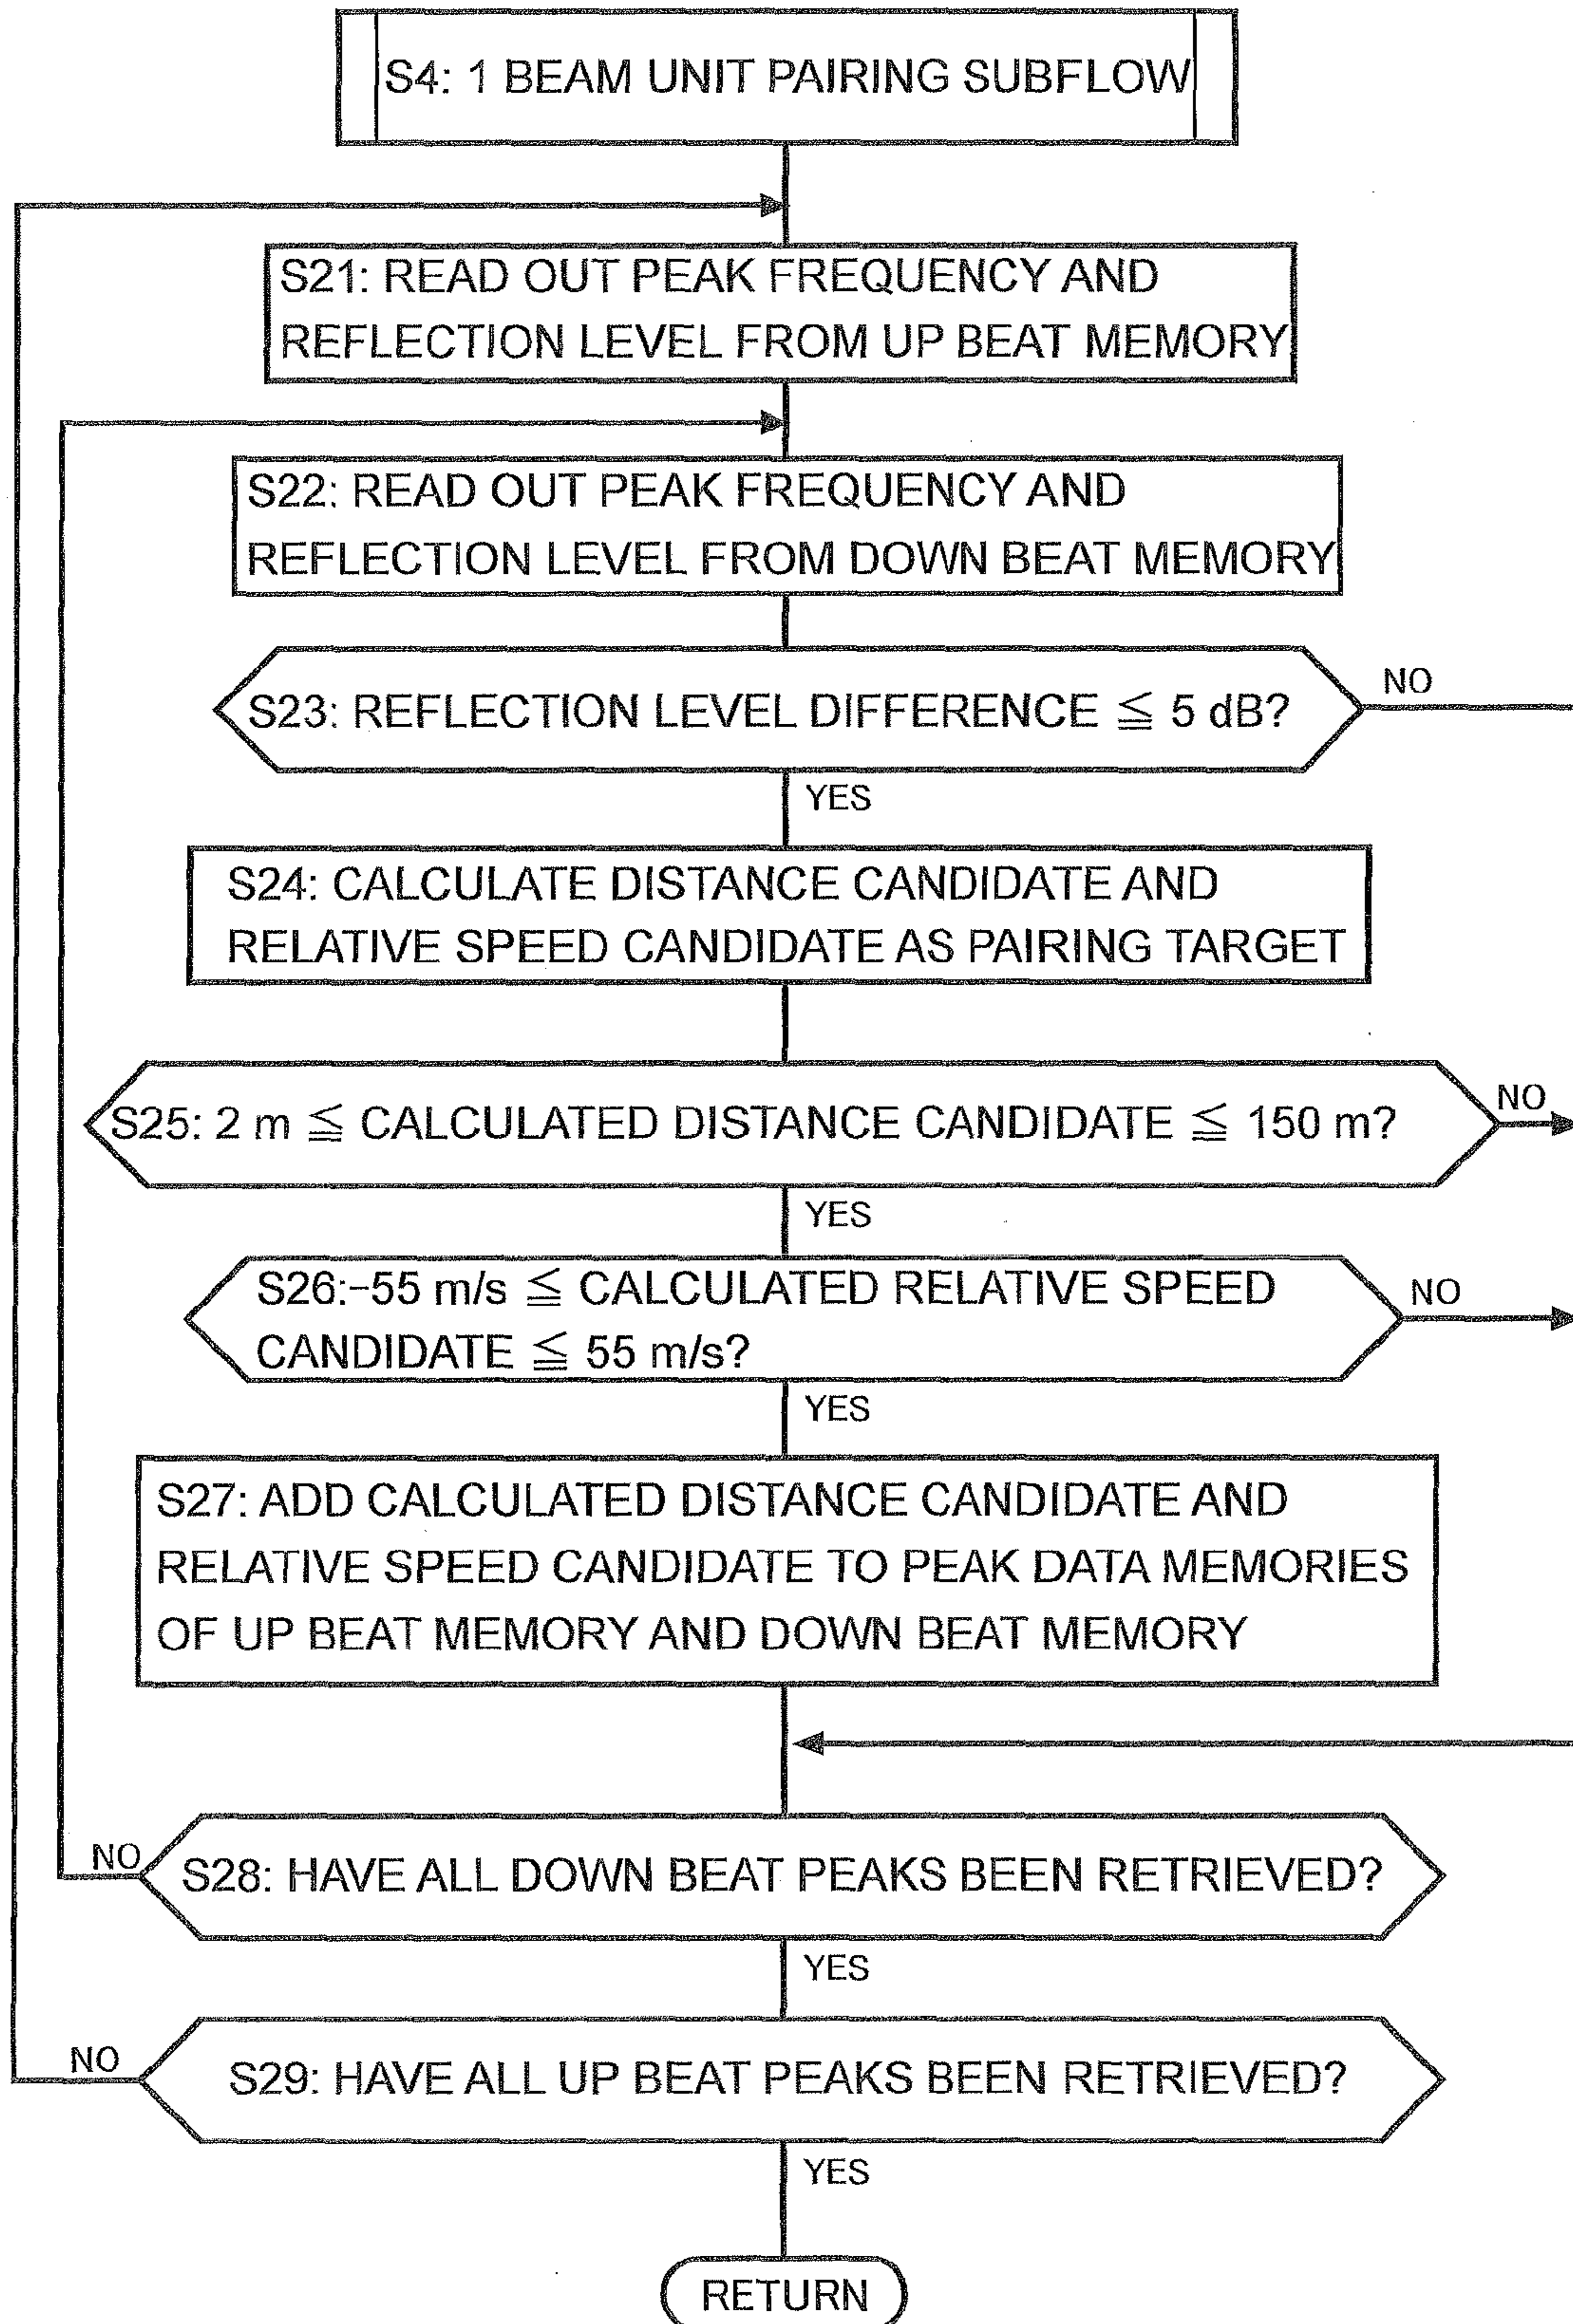 S4: 1 BEAM UNIT PAIRING SUBFLOW
S21: READ OUT PEAK FREQUENCY AND
REFLECTION LEVEL FROM UP BEAT MEMORY
S22: READ OUT PEAK FREQUENCY AND
REFLECTION LEVEL FROM DOWN BEAT MEMORY
S23: REFLECTION LEVEL DIFFERENCE ≦ 5 dB?
NO
YES
S24: CALCULATE DISTANCE CANDIDATE AND
RELATIVE SPEED CANDIDATE AS PAIRING TARGET
S25: 2 m ≦ CALCULATED DISTANCE CANDIDATE ≦ 150 m?
NO
YES
S26:-55 m/s ≦ CALCULATED RELATIVE SPEED
CANDIDATE ≦ 55 m/s?
NO
YES
S27: ADD CALCULATED DISTANCE CANDIDATE AND
RELATIVE SPEED CANDIDATE TO PEAK DATA MEMORIES
OF UP BEAT MEMORY AND DOWN BEAT MEMORY
NO
S28: HAVE ALL DOWN BEAT PEAKS BEEN RETRIEVED?
YES
NO
S29: HAVE ALL UP BEAT PEAKS BEEN RETRIEVED?
YES
RETURN